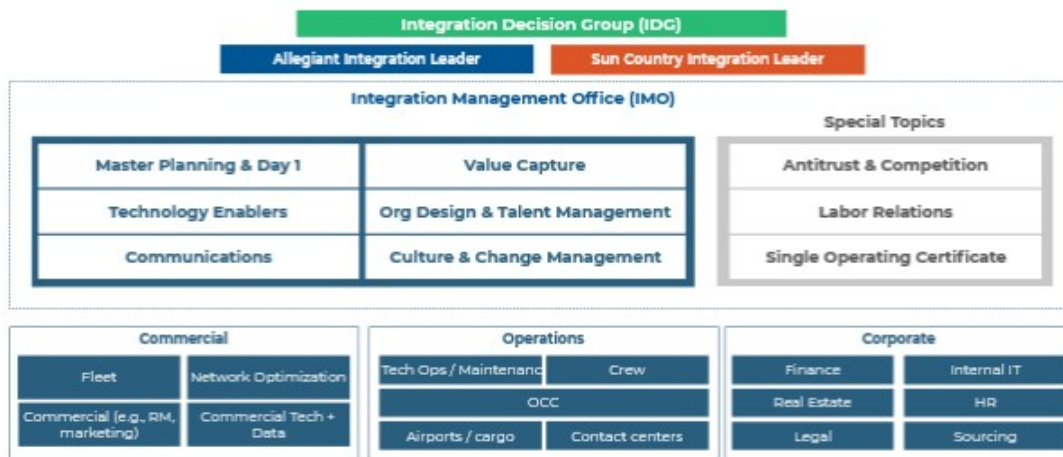 Integration Decision Group (IDG)
Allegiant Integration Leader
Sun Country Integration Leader
Integration Management Office (IMO)
Special Topics
Master Planning & Day 1
Value Capture
Antitrust & Competition
Technology Enablers
Org Design & Talent Management
Labor Relations
Communications
Culture & Change Management
Single Operating Certificate
Commercial
Fleet
Network Optimization
Commercial (e.g., RM,
marketing)
Commercial Tech +
Data
Operations
Tech Ops / Maintenanc
Crew
OCC
Airports / cargo
Contact centers
Corporate
Finance
Internal IT
Real Estate
HR
Legal
Sourcing